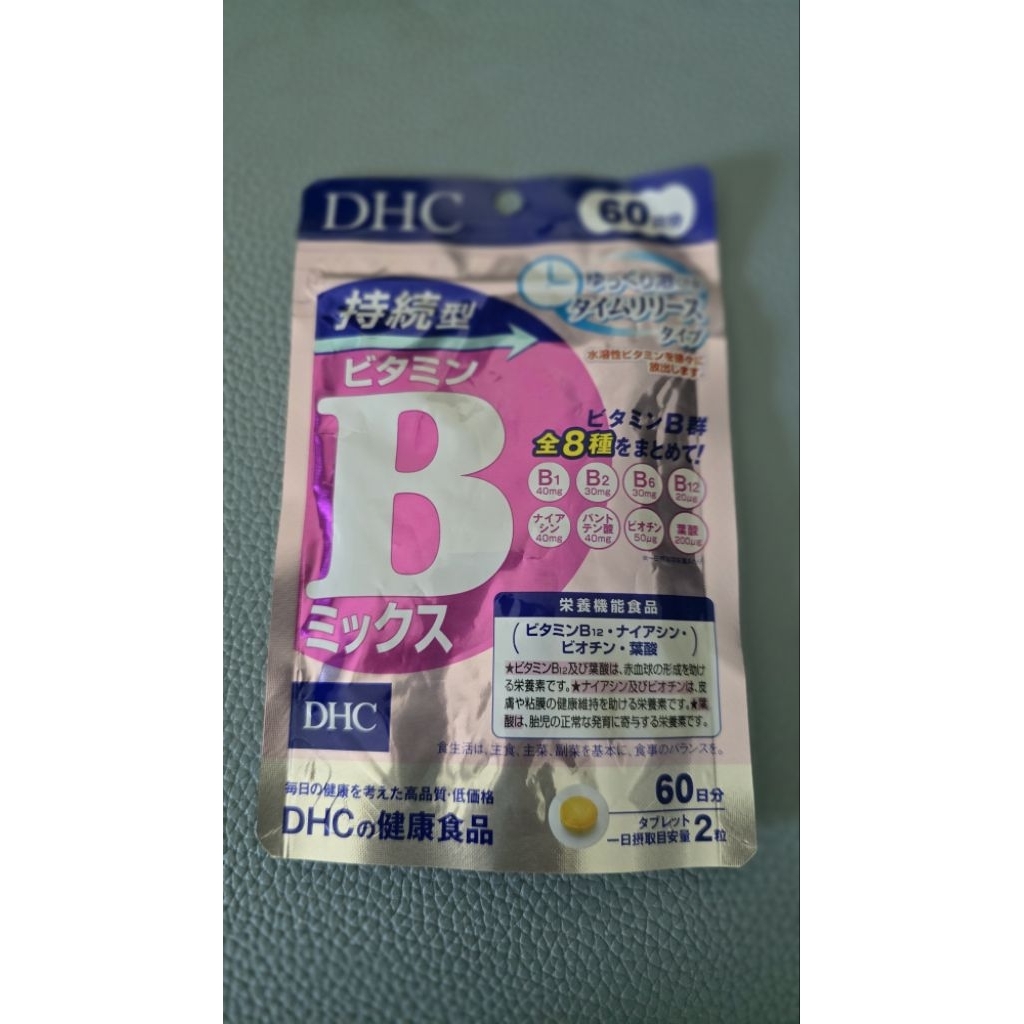 DHC
60日分
ゆっくり溶ける
タイムリリース
タイプ
水溶性ビタミンを徐々に
放出します。
持続型
ビタミン
B
ミックス
ビタミンB群
全8種をまとめて!
B1
40mg
B2
30mg
B6
30mg
B12
20μg
ナイア
シン
40mg
パント
テン酸
40mg
ビオチン
50μg
葉酸
200μg
栄養機能食品
(ビタミンB12・ナイアシン・
ビオチン・葉酸)
★ビタミンB12及び葉酸は、赤血球の形成を助け
る栄養素です。★ナイアシン及びビオチンは、皮
膚や粘膜の健康維持を助ける栄養素です。★葉
酸は、胎児の正常な発育に寄与する栄養素です。
食生活は、主食、主菜、副菜を基本に、食事のバランスを。
DHC
毎日の健康を考えた高品質・低価格
DHCの健康食品
60日分
タブレット
一日摂取目安量 2粒